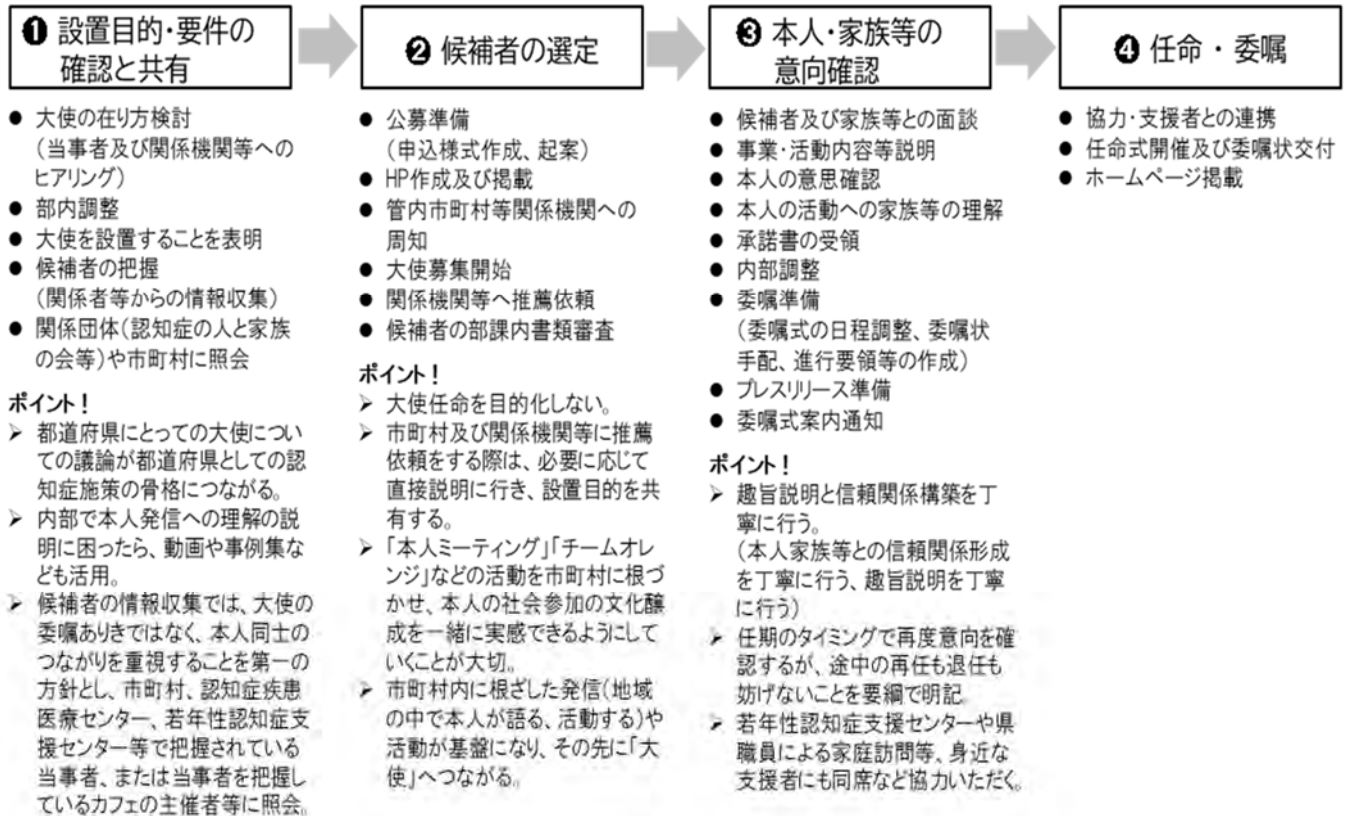 ❶ 設置目的・要件の
確認と共有
● 大使の在り方検討
（当事者及び関係機関等への
ヒアリング）
● 部内調整
● 大使を設置することを表明
● 候補者の把握
（関係者等からの情報収集）
● 関係団体（認知症の人と家族
の会等）や市町村に照会
ポイント！
➢ 都道府県にとっての大使につい
ての議論が都道府県としての認
知症施策の骨格につながる。
➢ 内部で本人発信への理解の説
明に困ったら、動画や事例集な
ども活用。
➢ 候補者の情報収集では、大使の
委嘱ありきではなく、本人同士の
つながりを重視することを第一の
方針とし、市町村、認知症疾患
医療センター、若年性認知症支
援センター等で把握されている
当事者、または当事者を把握し
ているカフェの主催者等に照会。
❷ 候補者の選定
● 公募準備
（申込様式作成、起案）
● HP作成及び掲載
● 管内市町村等関係機関への
周知
● 大使募集開始
● 関係機関等へ推薦依頼
● 候補者の部課内書類審査
ポイント！
➢ 大使任命を目的化しない。
➢ 市町村及び関係機関等に推薦
依頼をする際は、必要に応じて
直接説明に行き、設置目的を共
有する。
➢ 「本人ミーティング」「チームオレ
ンジ」などの活動を市町村に根づ
かせ、本人の社会参加の文化醸
成を一緒に実感できるようにして
いくことが大切。
➢ 市町村内に根ざした発信（地域
の中で本人が語る、活動する）や
活動が基盤になり、その先に「大
使」へつながる。
❸ 本人・家族等の
意向確認
● 候補者及び家族等との面談
● 事業・活動内容等説明
● 本人の意思確認
● 本人の活動への家族等の理解
● 承諾書の受領
● 内部調整
● 委嘱準備
（委嘱式の日程調整、委嘱状
手配、進行要領等の作成）
● プレスリリース準備
● 委嘱式案内通知
ポイント！
➢ 趣旨説明と信頼関係構築を丁
寧に行う。
（本人家族等との信頼関係形成
を丁寧に行う、趣旨説明を丁寧
に行う）
➢ 任期のタイミングで再度意向を確
認するが、途中の再任も退任も
妨げないことを要綱で明記。
➢ 若年性認知症支援センターや県
職員による家庭訪問等、身近な
支援者にも同席など協力いただく。
❹ 任命 ・ 委嘱
● 協力・支援者との連携
● 任命式開催及び委嘱状交付
● ホームページ掲載